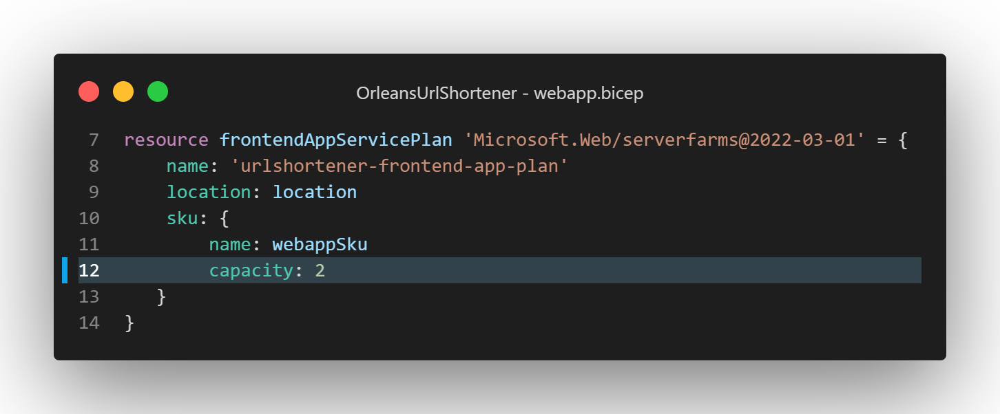 OrleansUrlShortener - webapp.bicep
7 resource frontendAppServicePlan 'Microsoft.Web/serverfarms@2022-03-01' = {
8     name: 'urlshortener-frontend-app-plan'
9     location: location
10     sku: {
11         name: webappSku
12         capacity: 2
13    }
14 }